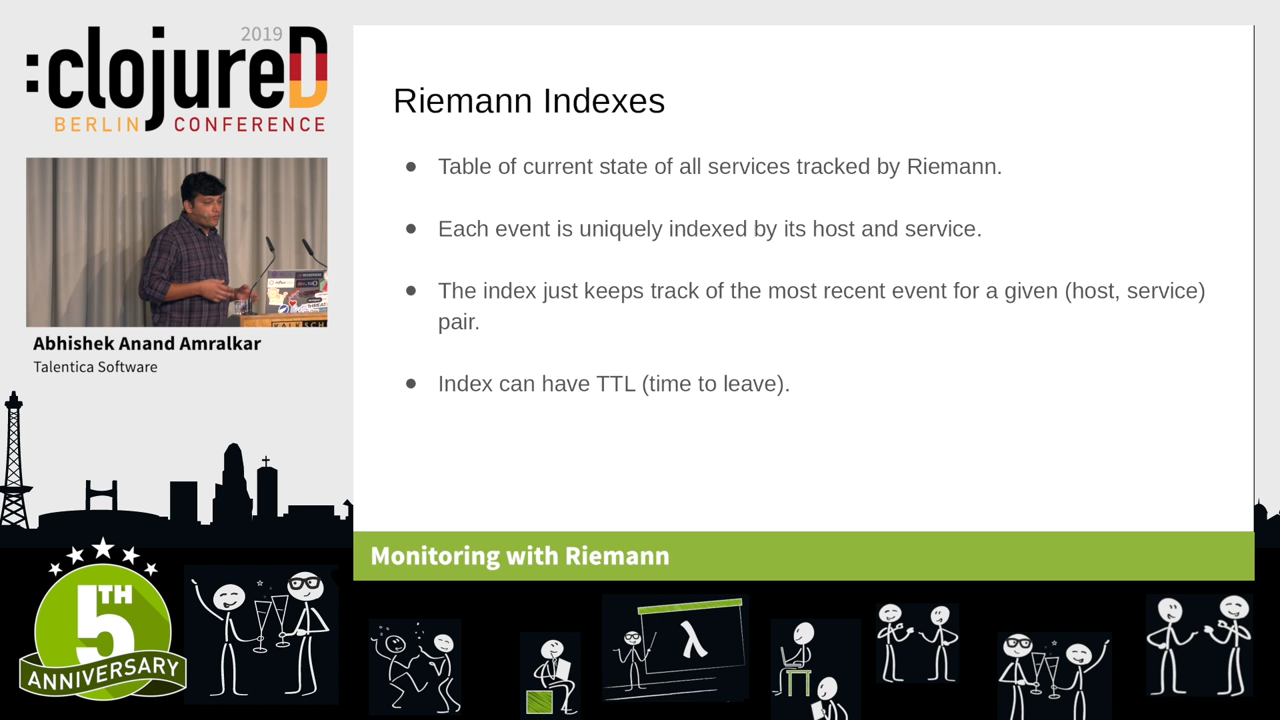 2019
:clojureD
BERLIN CONFERENCE
Abhishek Anand Amralkar
Talentica Software
Riemann Indexes
Table of current state of all services tracked by Riemann.
Each event is uniquely indexed by its host and service.
The index just keeps track of the most recent event for a given (host, service)
pair.
Index can have TTL (time to leave).
Monitoring with Riemann
5TH
ANNIVERSARY
λ